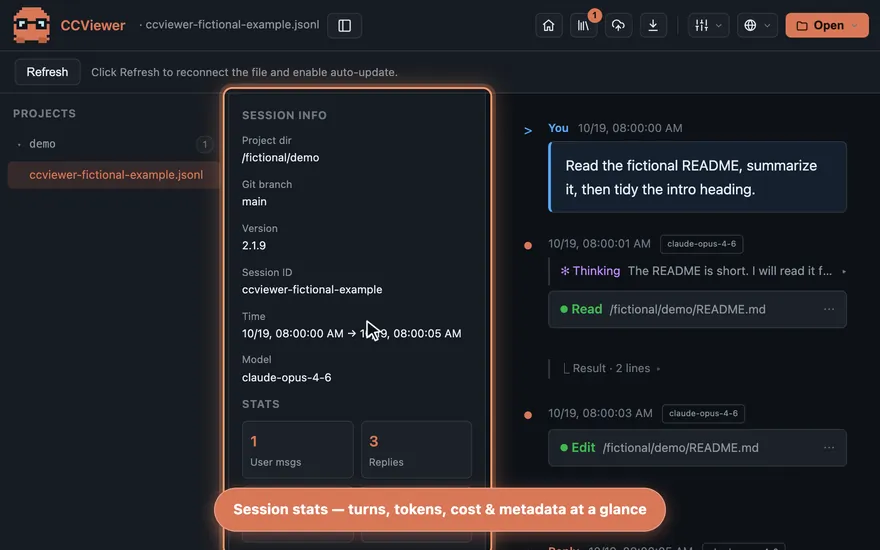 CCViewer
· ccviewer-fictional-example.jsonl
1
Open
Refresh
Click Refresh to reconnect the file and enable auto-update.
PROJECTS
demo
1
ccviewer-fictional-example.jsonl
SESSION INFO
Project dir
/fictional/demo
Git branch
main
Version
2.1.9
Session ID
ccviewer-fictional-example
Time
10/19, 08:00:00 AM → 10/19, 08:00:05 AM
Model
claude-opus-4-6
STATS
1
User msgs
3
Replies
> You 10/19, 08:00:00 AM
Read the fictional README, summarize
it, then tidy the intro heading.
10/19, 08:00:01 AM claude-opus-4-6
✻ Thinking The README is short. I will read it f...
Read /fictional/demo/README.md ...
Result · 2 lines
10/19, 08:00:03 AM claude-opus-4-6
Edit /fictional/demo/README.md ...
Session stats — turns, tokens, cost & metadata at a glance